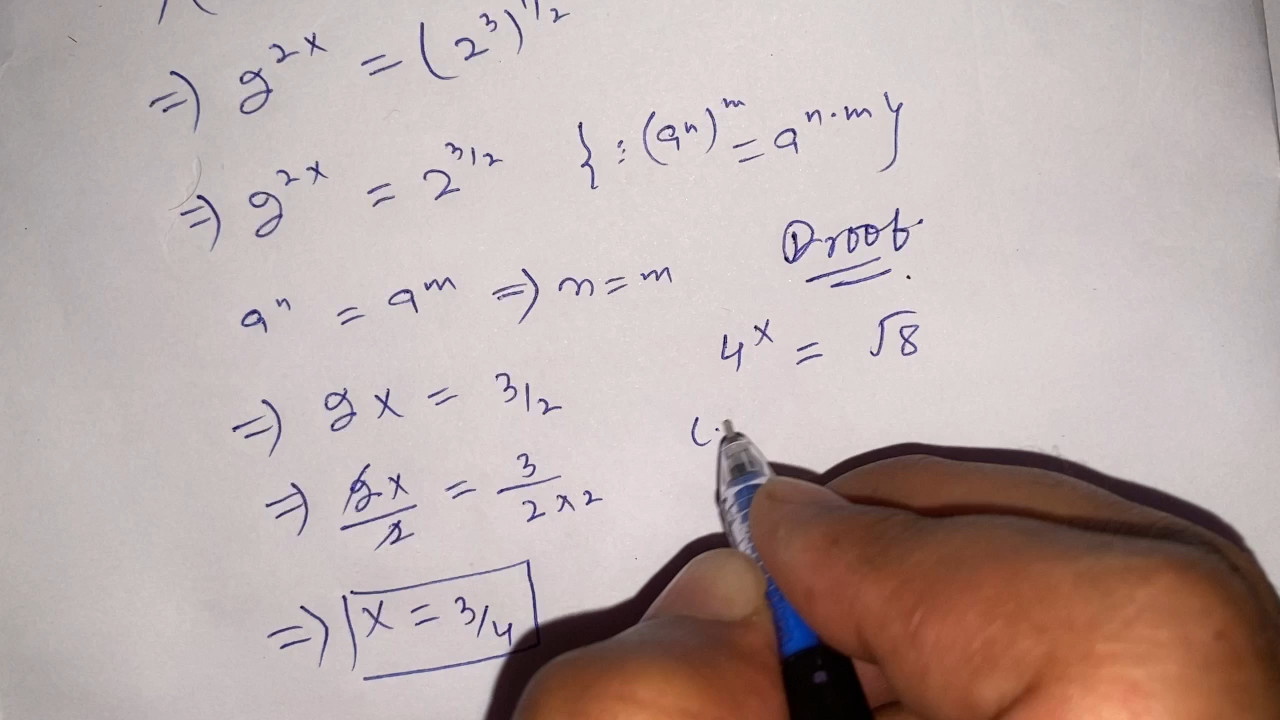 ⇒ 2^{2x} = (2^3)^{1/2}
⇒ 2^{2x} = 2^{3/2} { ∵ (a^n)^m = a^{n·m} }
a^n = a^m ⇒ n = m
⇒ 2x = 3/2
⇒ 2x/2 = 3/(2×2)
⇒ x = 3/4
Proof.
4^x = √8
(